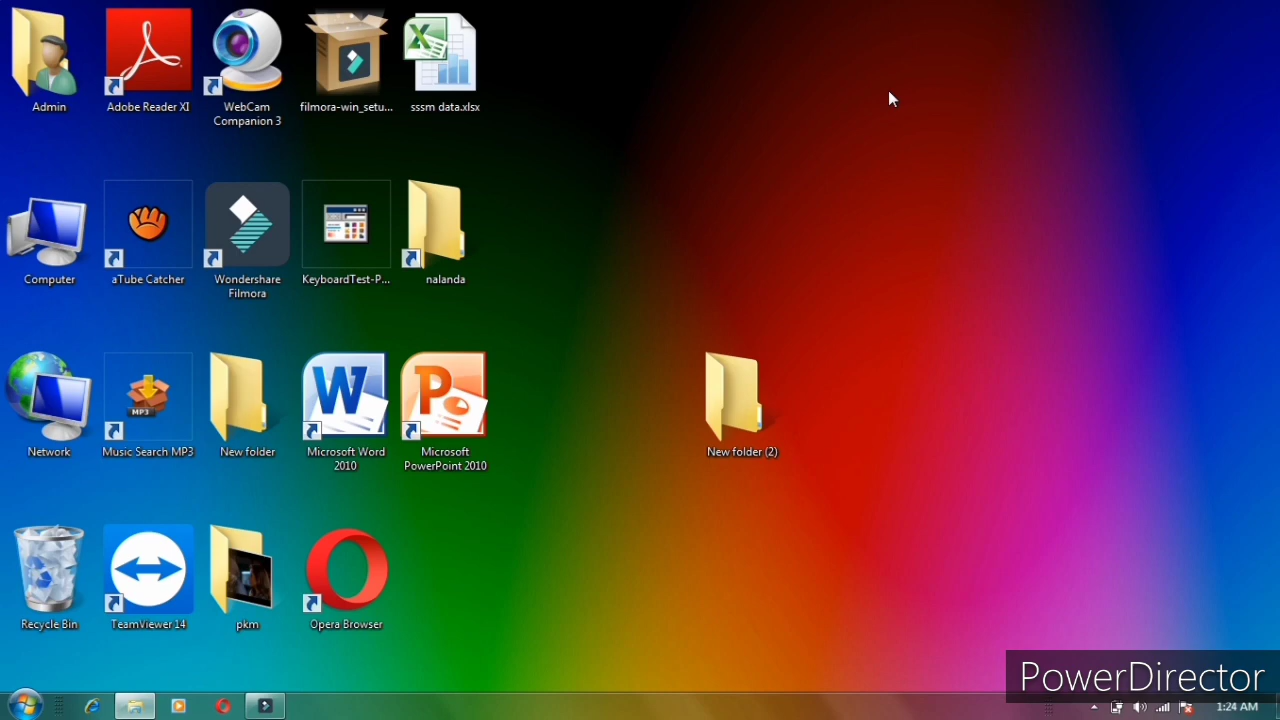 Admin
Adobe Reader XI
WebCam
Companion 3
filmora-win_setu...
sssm data.xlsx
Computer
aTube Catcher
Wondershare
Filmora
KeyboardTest-P...
nalanda
MP3
Network
Music Search MP3
New folder
Microsoft Word
2010
Microsoft
PowerPoint 2010
New folder (2)
Recycle Bin
TeamViewer 14
pkm
Opera Browser
PowerDirector
1:24 AM